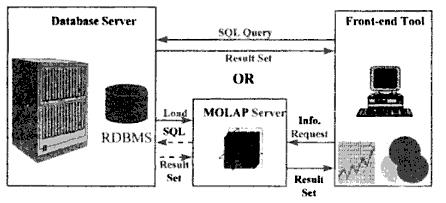 Database Server
SQL Query
Front-end Tool
Result Set
OR
RDBMS
Load
MOLAP Server
Info.
Request
SQL
Result
Set
Result
Set